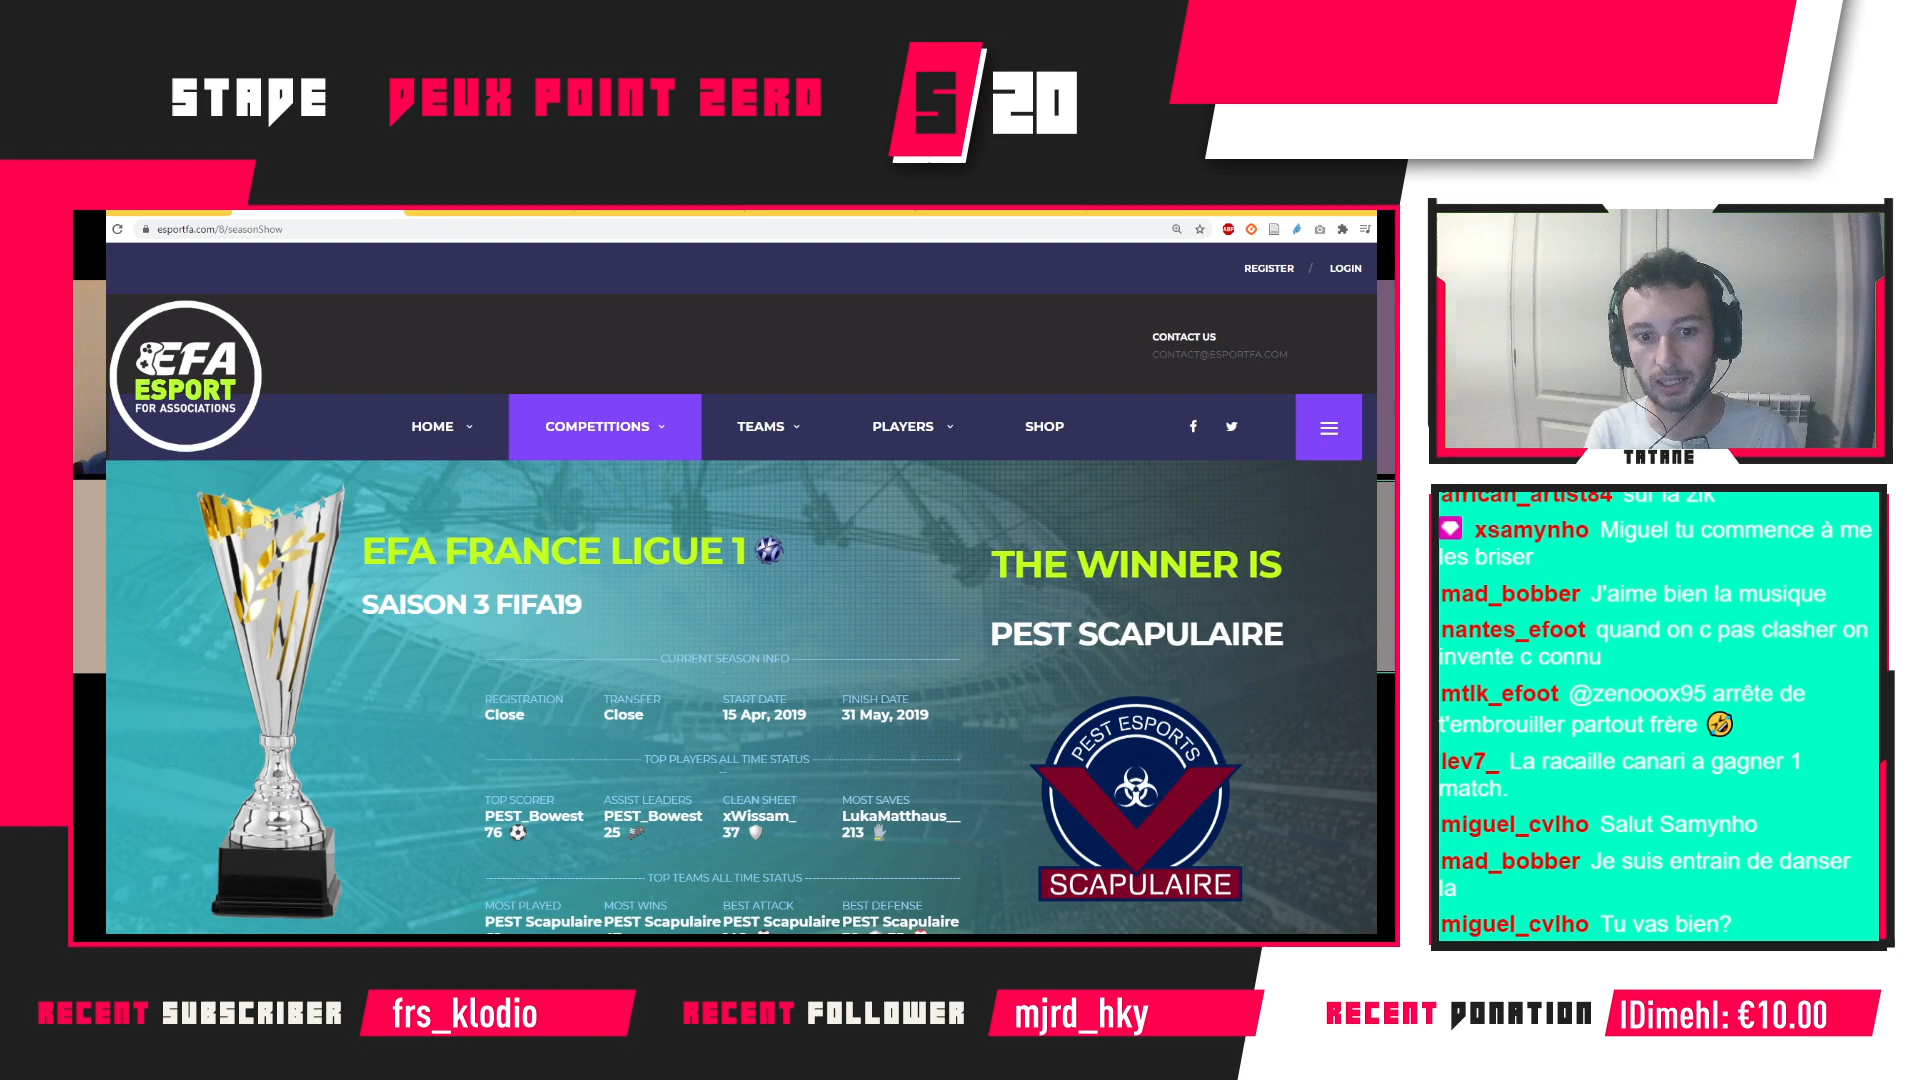 STADE DEUX POINT ZERO S 20
esportfa.com/8/seasonShow
ABP
REGISTER / LOGIN
EFA
ESPORT
FOR ASSOCIATIONS
CONTACT US
CONTACT@ESPORTFA.COM
HOME COMPETITIONS TEAMS PLAYERS SHOP
EFA FRANCE LIGUE 1
SAISON 3 FIFA19
THE WINNER IS
PEST SCAPULAIRE
CURRENT SEASON INFO
REGISTRATION TRANSFER START DATE FINISH DATE
Close Close 15 Apr, 2019 31 May, 2019
TOP PLAYERS ALL TIME STATUS
TOP SCORER ASSIST LEADERS CLEAN SHEET MOST SAVES
PEST_Bowest PEST_Bowest xWissam_ LukaMatthaus__
76 25 37 213
TOP TEAMS ALL TIME STATUS
MOST PLAYED MOST WINS BEST ATTACK BEST DEFENSE
PEST Scapulaire PEST Scapulaire PEST Scapulaire PEST Scapulaire
PEST ESPORTS
SCAPULAIRE
TATANE
african_artist84 sur la zik
xsamynho Miguel tu commence à me
les briser
mad_bobber J'aime bien la musique
nantes_efoot quand on c pas clasher on
invente c connu
mtlk_efoot @zenooox95 arrête de
t'embrouiller partout frère 🤣
lev7_ La racaille canari a gagner 1
match.
miguel_cvlho Salut Samynho
mad_bobber Je suis entrain de danser
la
miguel_cvlho Tu vas bien?
RECENT SUBSCRIBER frs_klodio RECENT FOLLOWER mjrd_hky RECENT DONATION lDimehl: €10.00